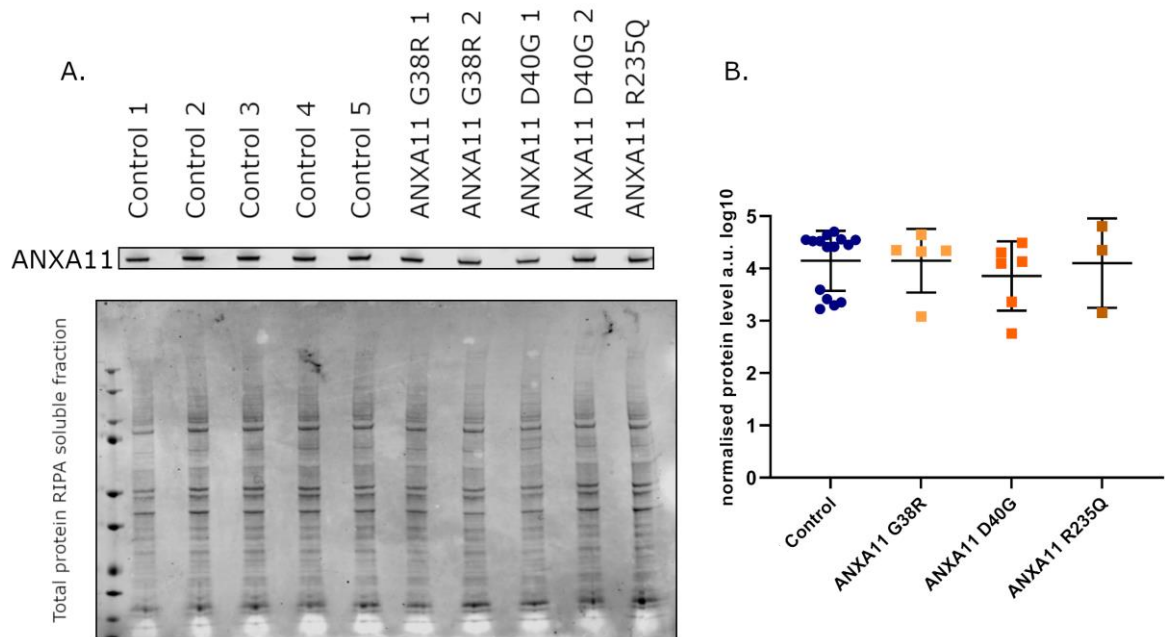 A.
Control 1
Control 2
Control 3
Control 4
Control 5
ANXA11 G38R 1
ANXA11 G38R 2
ANXA11 D40G 1
ANXA11 D40G 2
ANXA11 R235Q
ANXA11
Total protein RIPA soluble fraction
B.
normalised protein level a.u. log10
5
4
3
2
1
0
Control
ANXA11 G38R
ANXA11 D40G
ANXA11 R235Q